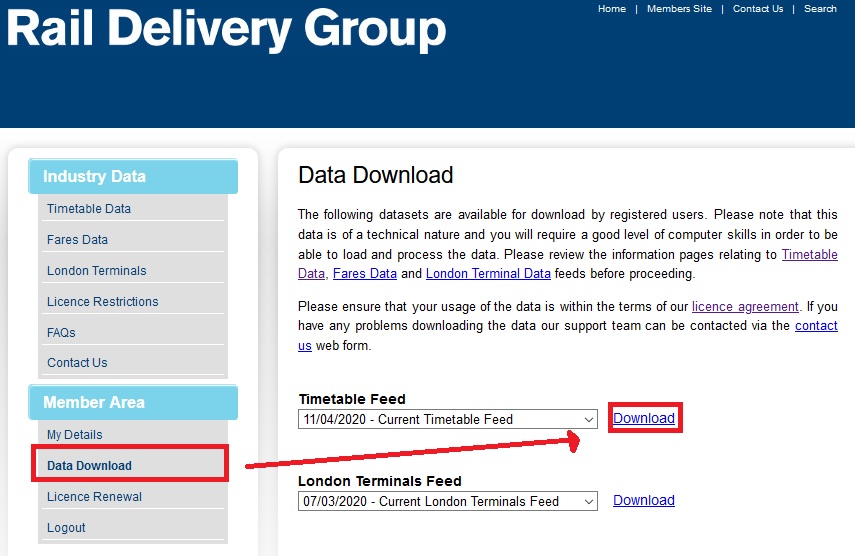 Rail Delivery Group
Home | Members Site | Contact Us | Search
Industry Data
Timetable Data
Fares Data
London Terminals
Licence Restrictions
FAQs
Contact Us
Member Area
My Details
Data Download
Licence Renewal
Logout
Data Download
The following datasets are available for download by registered users. Please note that this
data is of a technical nature and you will require a good level of computer skills in order to be
able to load and process the data. Please review the information pages relating to Timetable
Data, Fares Data and London Terminal Data feeds before proceeding.
Please ensure that your usage of the data is within the terms of our licence agreement. If you
have any problems downloading the data our support team can be contacted via the contact
us web form.
Timetable Feed
11/04/2020 - Current Timetable Feed Download
London Terminals Feed
07/03/2020 - Current London Terminals Feed Download